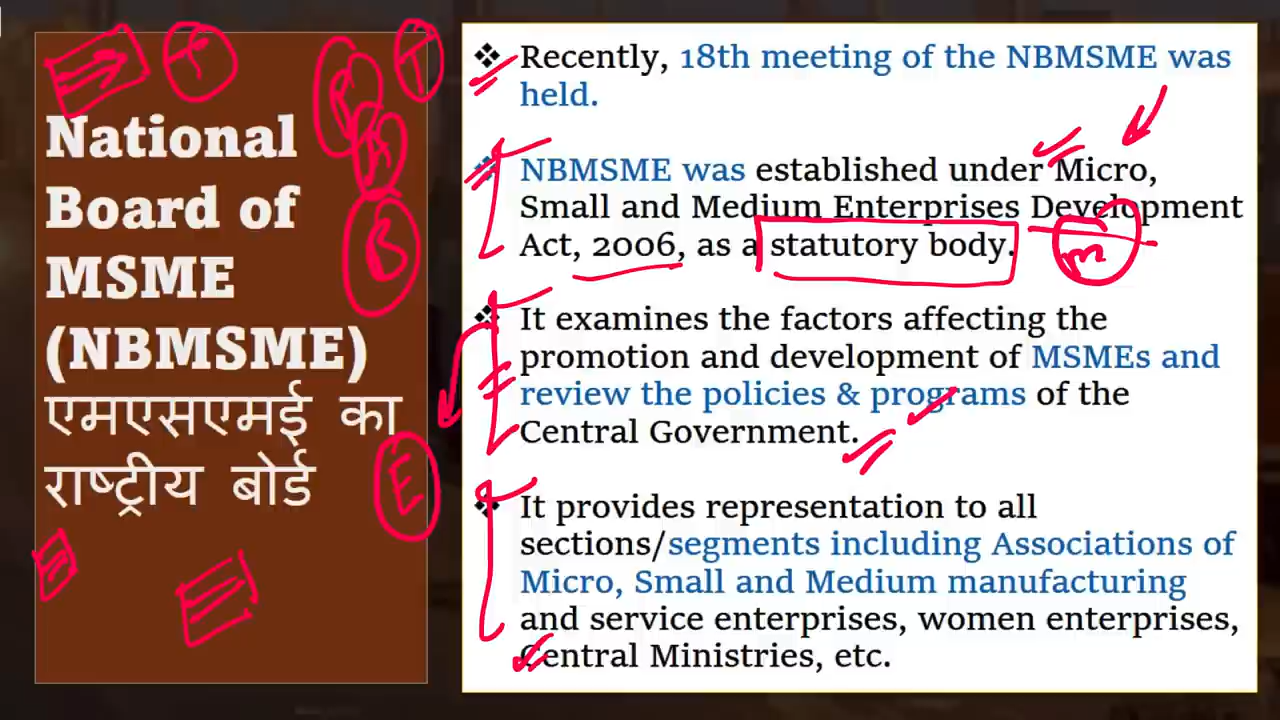 National
Board of
MSME
(NBMSME)
एमएसएमई का
राष्ट्रीय बोर्ड
T
T
R
A
B
E
❖ Recently, 18th meeting of the NBMSME was
held.
❖ NBMSME was established under Micro,
Small and Medium Enterprises Development
Act, 2006, as a statutory body.
m
❖ It examines the factors affecting the
promotion and development of MSMEs and
review the policies & programs of the
Central Government.
❖ It provides representation to all
sections/segments including Associations of
Micro, Small and Medium manufacturing
and service enterprises, women enterprises,
Central Ministries, etc.